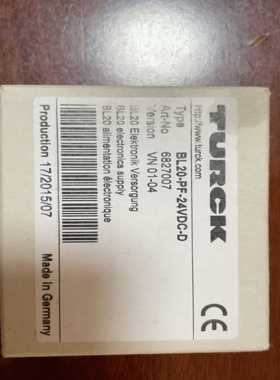 TURCK
http://www.turck.com
Type BL20-PF-24VDC-D
Art-No 6827007
Version VN 01-04
BL20 Elektronik Versorgung
BL20 electronics supply
BL20 alimentation électronique
Production 17/2015/07
Made in Germany
CE